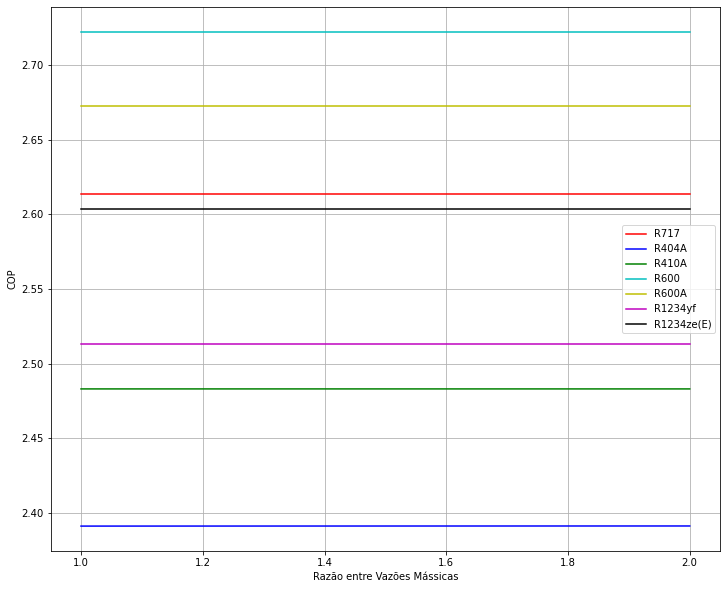 2.70
2.65
2.60
2.55
2.50
2.45
2.40
COP
R717
R404A
R410A
R600
R600A
R1234yf
R1234ze(E)
1.0 1.2 1.4 1.6 1.8 2.0
Razão entre Vazões Mássicas